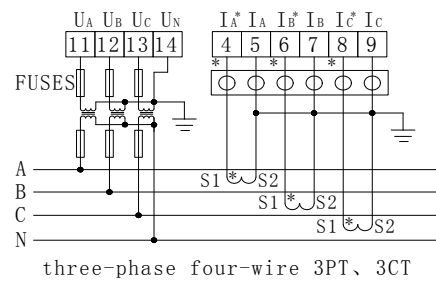 UA UB UC UN IA* IA IB* IB IC* IC
11 12 13 14 4 5 6 7 8 9
* * *
FUSES
A S1 * S2
B S1 * S2
C S1 * S2
N
three-phase four-wire 3PT、3CT